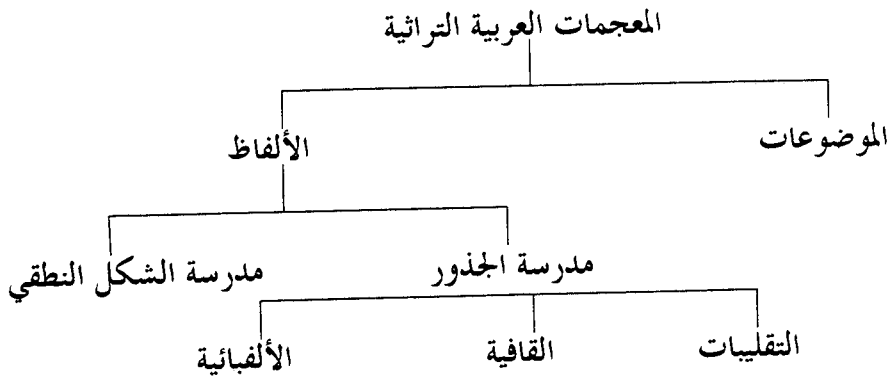 المعجمات العربية التراثية
الموضوعات
الألفاظ
مدرسة الجذور
مدرسة الشكل النطقي
التقليبات
القافية
الألفبائية